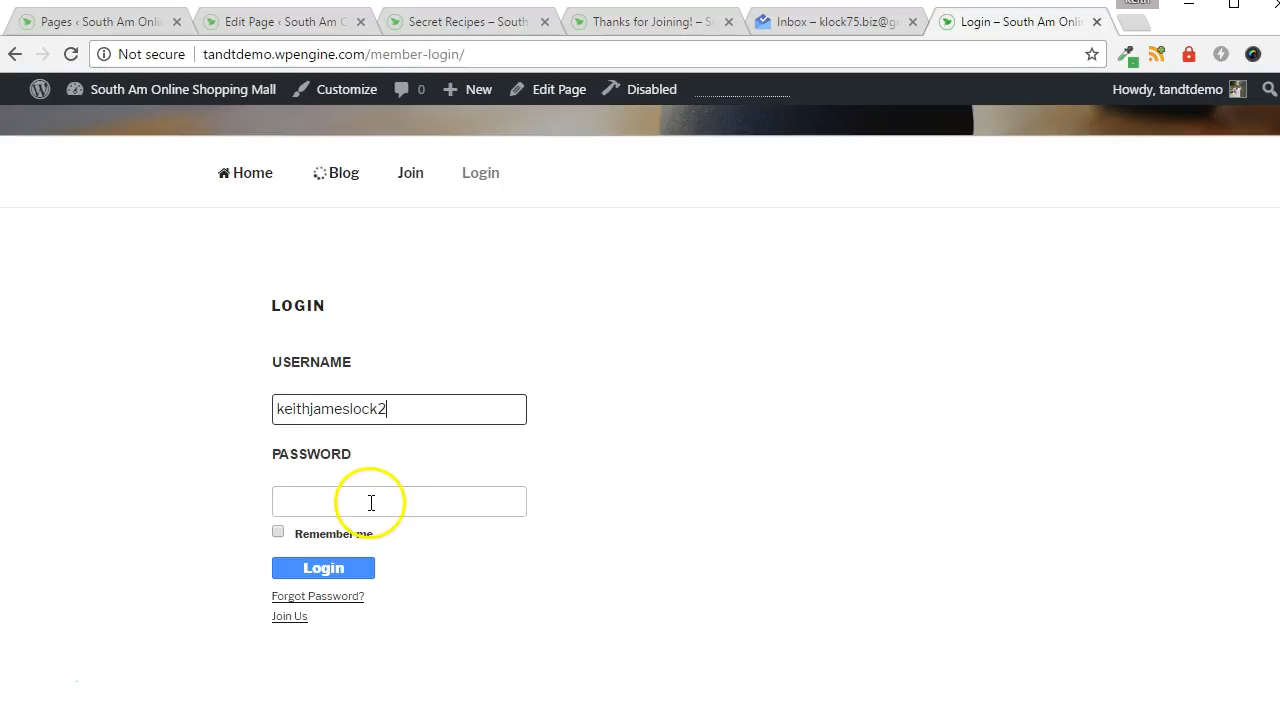 Keith
Pages ‹ South Am Onli
Edit Page ‹ South Am O
Secret Recipes – South
Thanks for Joining! – S
Inbox – klock75.biz@g
Login – South Am Onlin
Not secure
tandtdemo.wpengine.com/member-login/
South Am Online Shopping Mall
Customize
0
New
Edit Page
Disabled
Howdy, tandtdemo
Home
Blog
Join
Login
LOGIN
USERNAME
keithjameslock2
PASSWORD
Remember me
Login
Forgot Password?
Join Us